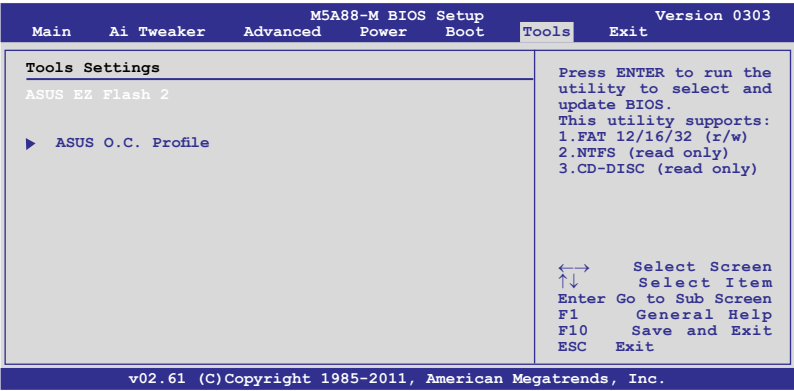 M5A88-M BIOS Setup Version 0303
Main Ai Tweaker Advanced Power Boot Tools Exit
Tools Settings
ASUS EZ Flash 2
ASUS O.C. Profile
Press ENTER to run the
utility to select and
update BIOS.
This utility supports:
1.FAT 12/16/32 (r/w)
2.NTFS (read only)
3.CD-DISC (read only)
←→ Select Screen
↑↓ Select Item
Enter Go to Sub Screen
F1 General Help
F10 Save and Exit
ESC Exit
v02.61 (C)Copyright 1985-2011, American Megatrends, Inc.